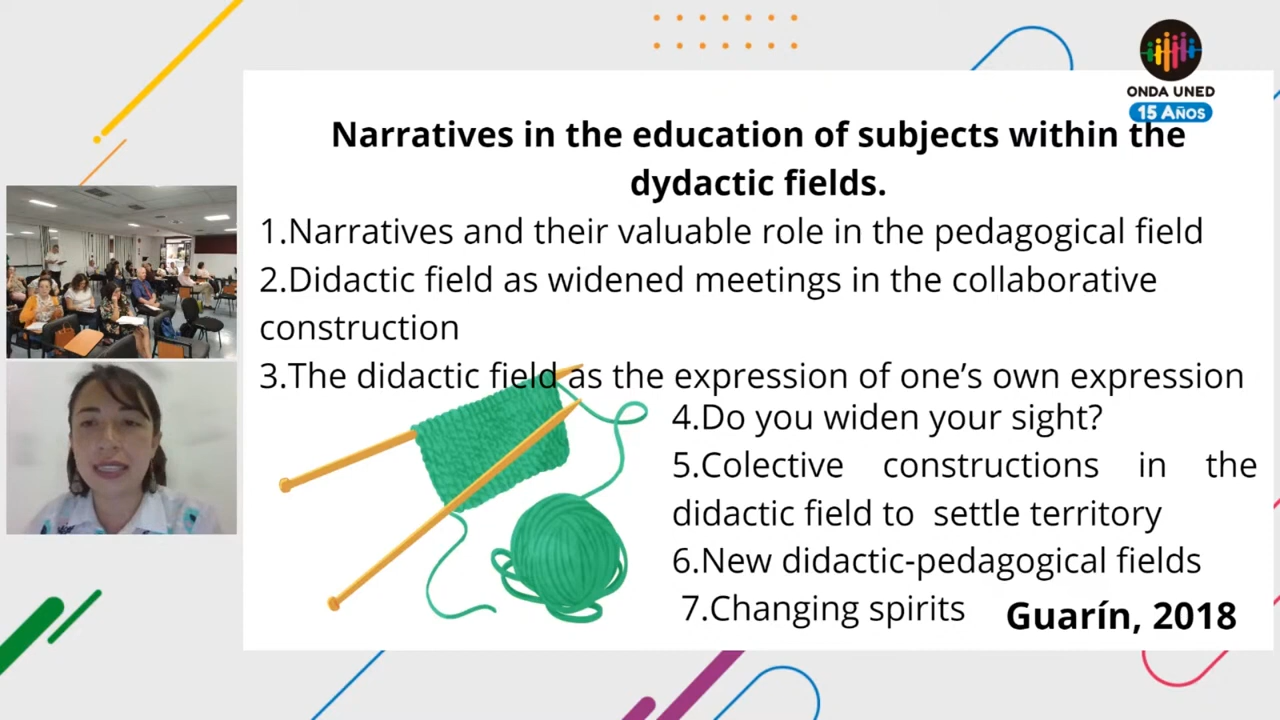 ONDA UNED
15 AÑOS
Narratives in the education of subjects within the
dydactic fields.
1.Narratives and their valuable role in the pedagogical field
2.Didactic field as widened meetings in the collaborative
construction
3.The didactic field as the expression of one’s own expression
4.Do you widen your sight?
5.Colective constructions in the
didactic field to settle territory
6.New didactic-pedagogical fields
7.Changing spirits
Guarín, 2018